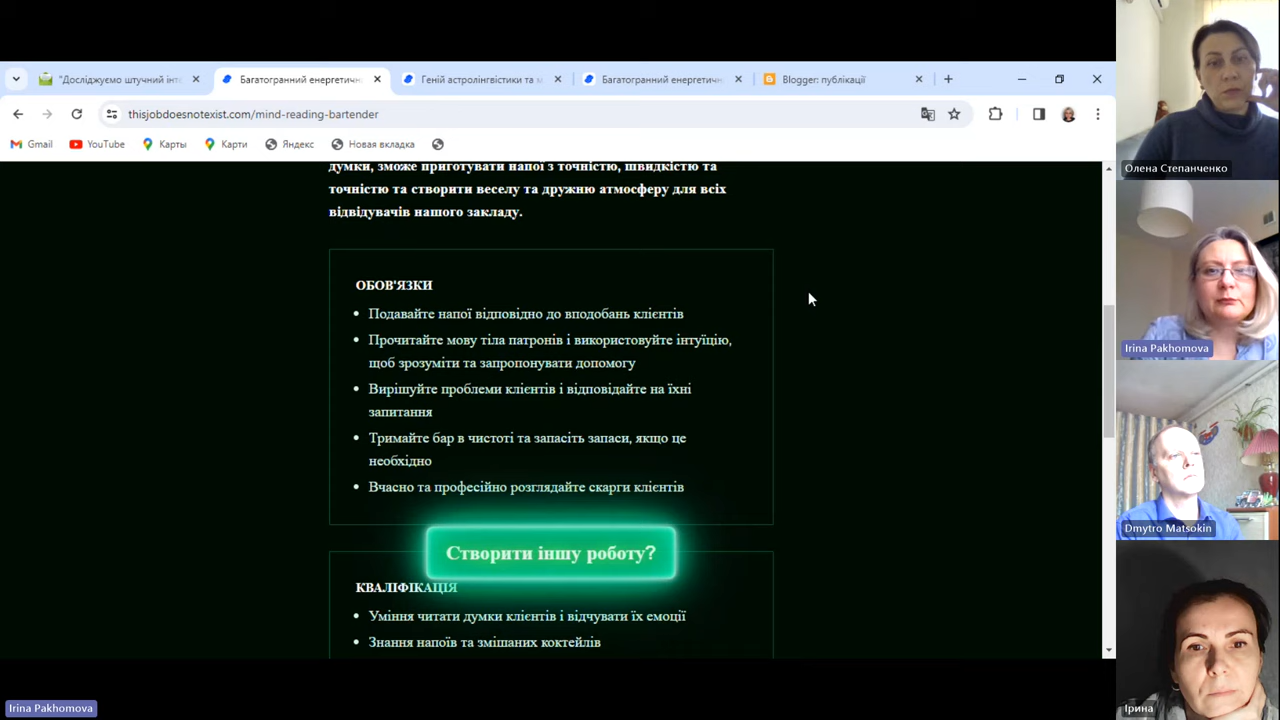 "Досліджуємо штучний інт
Багатогранний енергетичн
Геній астролінгвістики та м
Багатогранний енергетичн
Blogger: публікації
thisjobdoesnotexist.com/mind-reading-bartender
Gmail
YouTube
Карты
Карти
Яндекс
Новая вкладка
думки, зможе приготувати напої з точністю, швидкістю та
точністю та створити веселу та дружню атмосферу для всіх
відвідувачів нашого закладу.
ОБОВ'ЯЗКИ
Подавайте напої відповідно до вподобань клієнтів
Прочитайте мову тіла патронів і використовуйте інтуїцію,
щоб зрозуміти та запропонувати допомогу
Вирішуйте проблеми клієнтів і відповідайте на їхні
запитання
Тримайте бар в чистоті та запасіть запаси, якщо це
необхідно
Вчасно та професійно розглядайте скарги клієнтів
Створити іншу роботу?
КВАЛІФІКАЦІЯ
Уміння читати думки клієнтів і відчувати їх емоції
Знання напоїв та змішаних коктейлів
Олена Степанченко
Irina Pakhomova
Dmytro Matsokin
Ірина
Irina Pakhomova